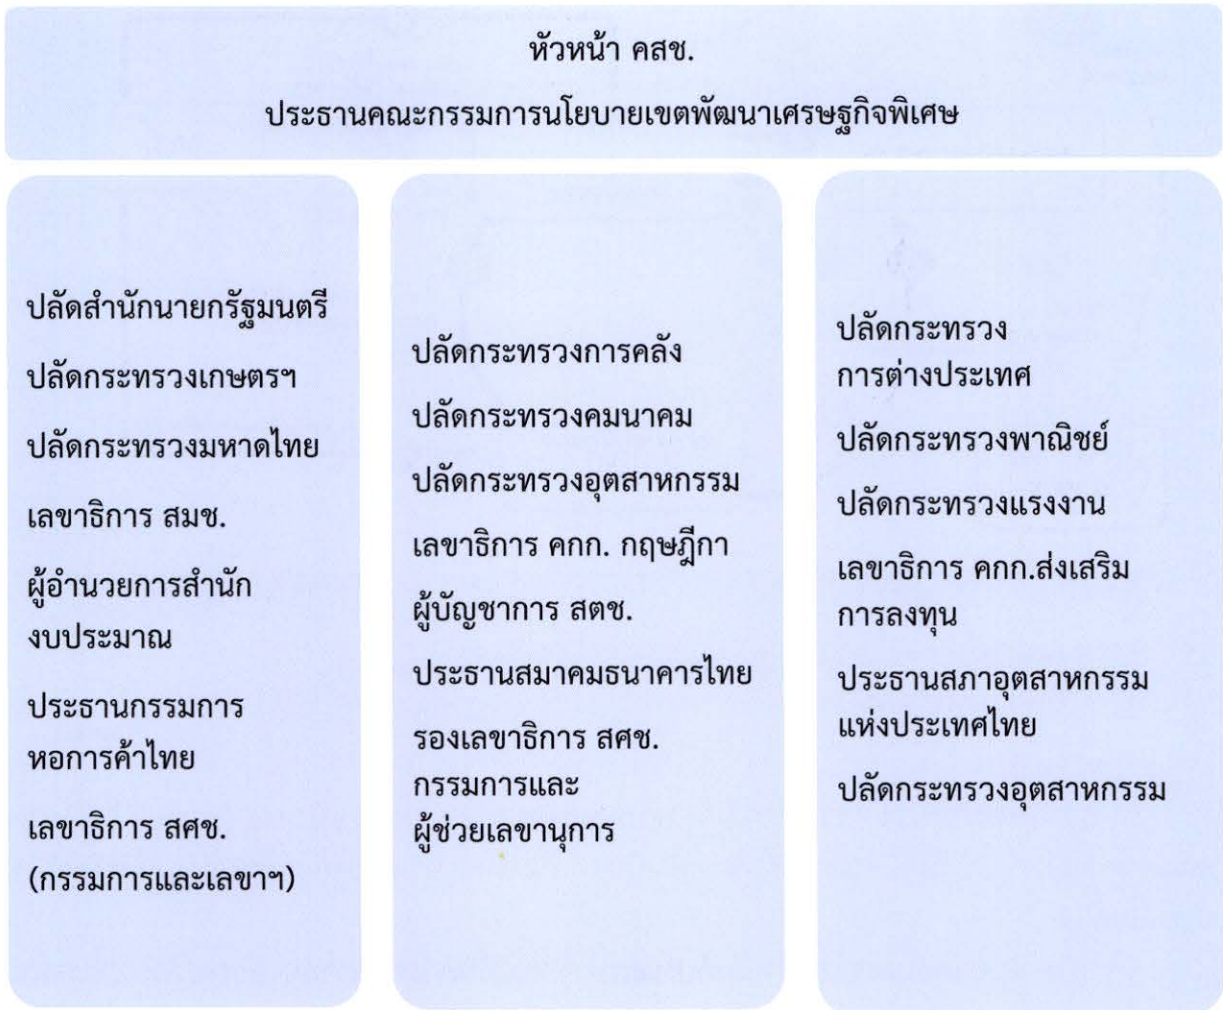 หัวหน้า คสช.
ประธานคณะกรรมการนโยบายเขตพัฒนาเศรษฐกิจพิเศษ
ปลัดสำนักนายกรัฐมนตรี
ปลัดกระทรวงเกษตรฯ
ปลัดกระทรวงมหาดไทย
เลขาธิการ สมช.
ผู้อำนวยการสำนัก
งบประมาณ
ประธานกรรมการ
หอการค้าไทย
เลขาธิการ สศช.
(กรรมการและเลขาฯ)
ปลัดกระทรวงการคลัง
ปลัดกระทรวงคมนาคม
ปลัดกระทรวงอุตสาหกรรม
เลขาธิการ คกก. กฤษฎีกา
ผู้บัญชาการ สตช.
ประธานสมาคมธนาคารไทย
รองเลขาธิการ สศช.
กรรมการและ
ผู้ช่วยเลขานุการ
ปลัดกระทรวง
การต่างประเทศ
ปลัดกระทรวงพาณิชย์
ปลัดกระทรวงแรงงาน
เลขาธิการ คกก.ส่งเสริม
การลงทุน
ประธานสภาอุตสาหกรรม
แห่งประเทศไทย
ปลัดกระทรวงอุตสาหกรรม